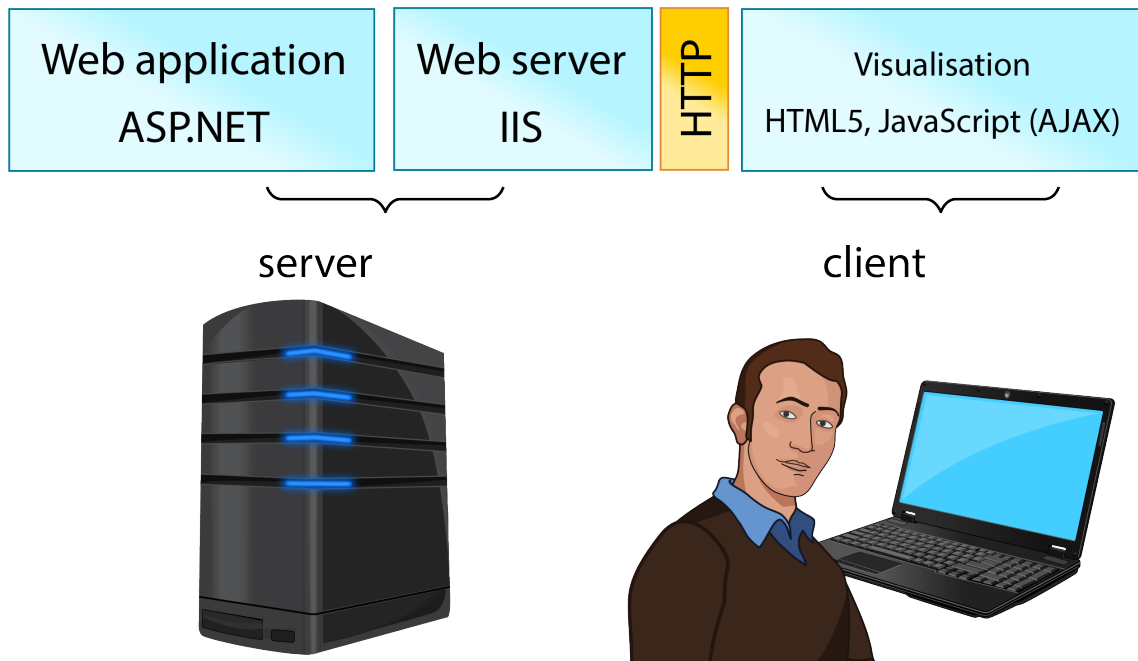 Web application
ASP.NET
Web server
IIS
HTTP
Visualisation
HTML5, JavaScript (AJAX)
server
client